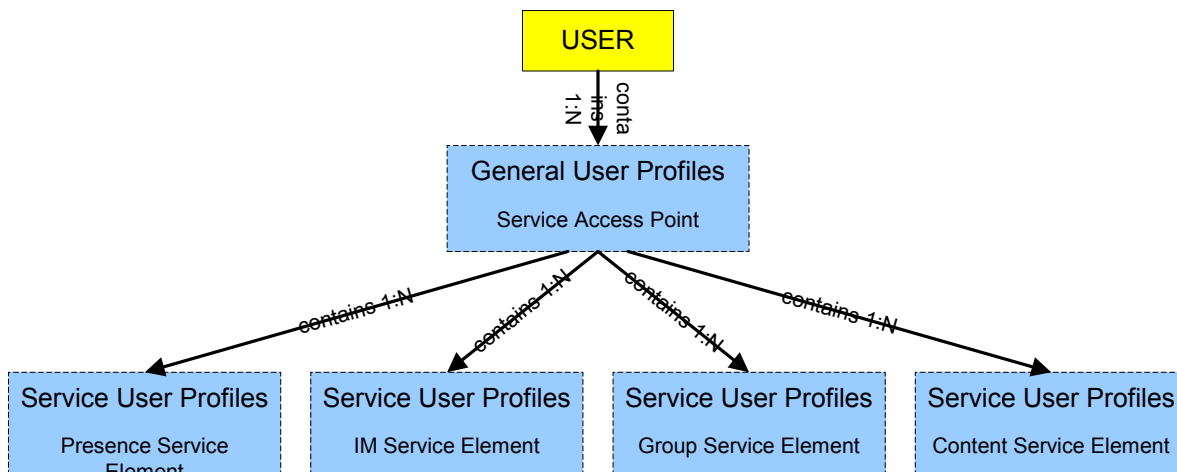 USER
conta
ins
1:N
General User Profiles
Service Access Point
contains 1:N
contains 1:N
contains 1:N
contains 1:N
Service User Profiles
Presence Service
Element
Service User Profiles
IM Service Element
Service User Profiles
Group Service Element
Service User Profiles
Content Service Element